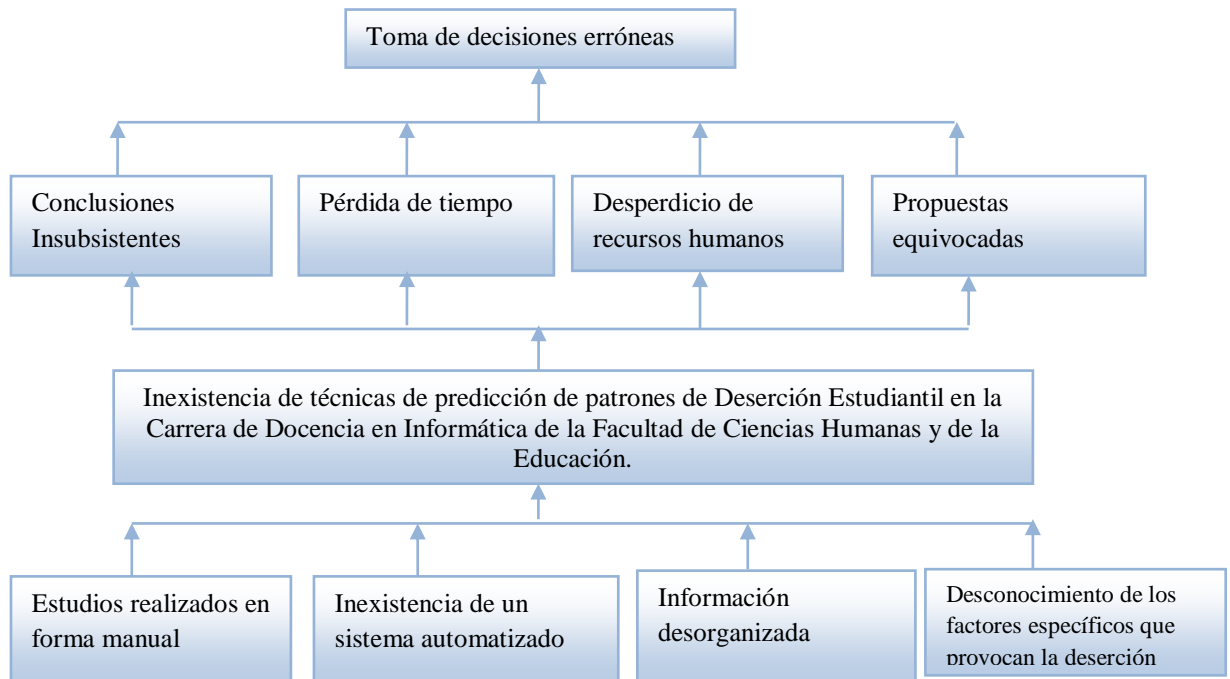 Toma de decisiones erróneas
Conclusiones
Insubsistentes
Pérdida de tiempo
Desperdicio de
recursos humanos
Propuestas
equivocadas
Inexistencia de técnicas de predicción de patrones de Deserción Estudiantil en la
Carrera de Docencia en Informática de la Facultad de Ciencias Humanas y de la
Educación.
Estudios realizados en
forma manual
Inexistencia de un
sistema automatizado
Información
desorganizada
Desconocimiento de los
factores específicos que
provocan la deserción